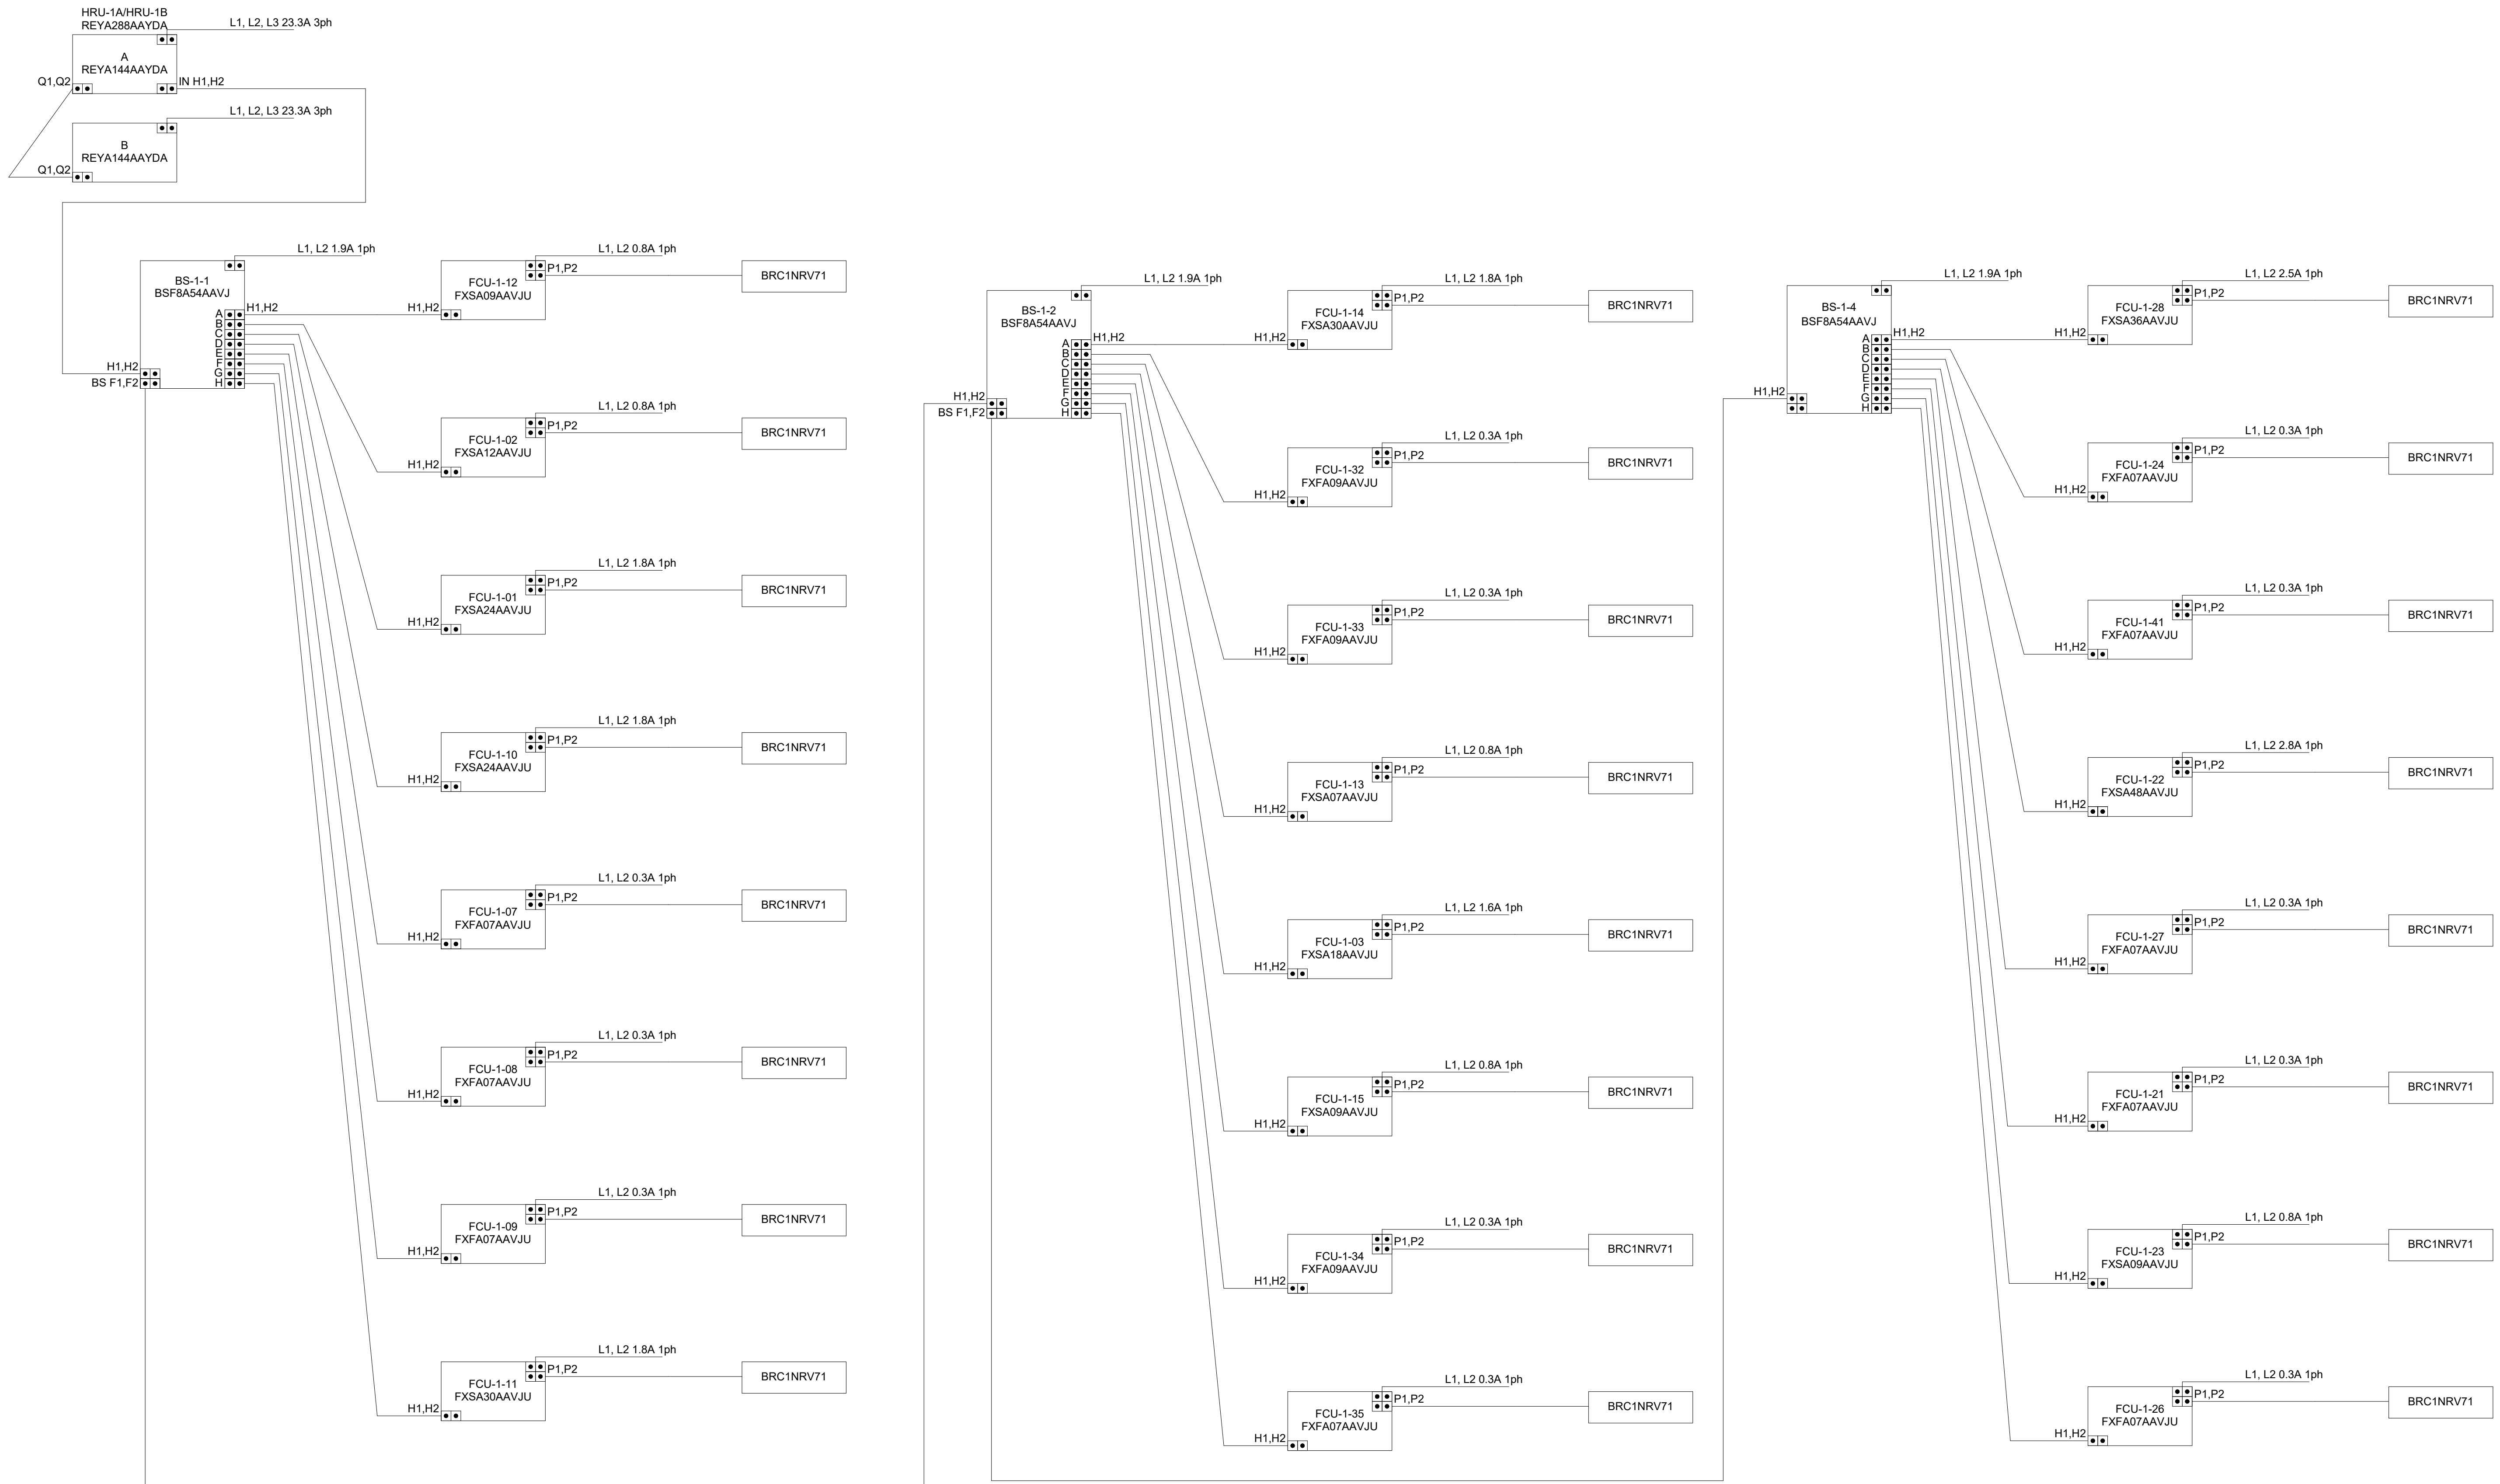 HRU-1A/HRU-1B
REYA288AAYDA
L1, L2, L3 23.3A 3ph
A
REYA144AAYDA
Q1,Q2
IN H1,H2
L1, L2, L3 23.3A 3ph
B
REYA144AAYDA
Q1,Q2
L1, L2 1.9A 1ph
BS-1-1
BSF8A54AAVJ
H1,H2
A
B
C
D
E
F
G
H
H1,H2
BS F1,F2
L1, L2 0.8A 1ph
FCU-1-12
FXSA09AAVJU
P1,P2
BRC1NRV71
H1,H2
L1, L2 0.8A 1ph
FCU-1-02
FXSA12AAVJU
P1,P2
BRC1NRV71
H1,H2
L1, L2 1.8A 1ph
FCU-1-01
FXSA24AAVJU
P1,P2
BRC1NRV71
H1,H2
L1, L2 1.8A 1ph
FCU-1-10
FXSA24AAVJU
P1,P2
BRC1NRV71
H1,H2
L1, L2 0.3A 1ph
FCU-1-07
FXFA07AAVJU
P1,P2
BRC1NRV71
H1,H2
L1, L2 0.3A 1ph
FCU-1-08
FXFA07AAVJU
P1,P2
BRC1NRV71
H1,H2
L1, L2 0.3A 1ph
FCU-1-09
FXFA07AAVJU
P1,P2
BRC1NRV71
H1,H2
L1, L2 1.8A 1ph
FCU-1-11
FXSA30AAVJU
P1,P2
BRC1NRV71
H1,H2
L1, L2 1.9A 1ph
BS-1-2
BSF8A54AAVJ
H1,H2
A
B
C
D
E
F
G
H
H1,H2
BS F1,F2
L1, L2 1.8A 1ph
FCU-1-14
FXSA30AAVJU
P1,P2
BRC1NRV71
H1,H2
L1, L2 0.3A 1ph
FCU-1-32
FXFA09AAVJU
P1,P2
BRC1NRV71
H1,H2
L1, L2 0.3A 1ph
FCU-1-33
FXFA09AAVJU
P1,P2
BRC1NRV71
H1,H2
L1, L2 0.8A 1ph
FCU-1-13
FXSA07AAVJU
P1,P2
BRC1NRV71
H1,H2
L1, L2 1.6A 1ph
FCU-1-03
FXSA18AAVJU
P1,P2
BRC1NRV71
H1,H2
L1, L2 0.8A 1ph
FCU-1-15
FXSA09AAVJU
P1,P2
BRC1NRV71
H1,H2
L1, L2 0.3A 1ph
FCU-1-34
FXFA09AAVJU
P1,P2
BRC1NRV71
H1,H2
L1, L2 0.3A 1ph
FCU-1-35
FXFA07AAVJU
P1,P2
BRC1NRV71
H1,H2
L1, L2 1.9A 1ph
BS-1-4
BSF8A54AAVJ
H1,H2
A
B
C
D
E
F
G
H
H1,H2
L1, L2 2.5A 1ph
FCU-1-28
FXSA36AAVJU
P1,P2
BRC1NRV71
H1,H2
L1, L2 0.3A 1ph
FCU-1-24
FXFA07AAVJU
P1,P2
BRC1NRV71
H1,H2
L1, L2 0.3A 1ph
FCU-1-41
FXFA07AAVJU
P1,P2
BRC1NRV71
H1,H2
L1, L2 2.8A 1ph
FCU-1-22
FXSA48AAVJU
P1,P2
BRC1NRV71
H1,H2
L1, L2 0.3A 1ph
FCU-1-27
FXFA07AAVJU
P1,P2
BRC1NRV71
H1,H2
L1, L2 0.3A 1ph
FCU-1-21
FXFA07AAVJU
P1,P2
BRC1NRV71
H1,H2
L1, L2 0.8A 1ph
FCU-1-23
FXSA09AAVJU
P1,P2
BRC1NRV71
H1,H2
L1, L2 0.3A 1ph
FCU-1-26
FXFA07AAVJU
P1,P2
BRC1NRV71
H1,H2